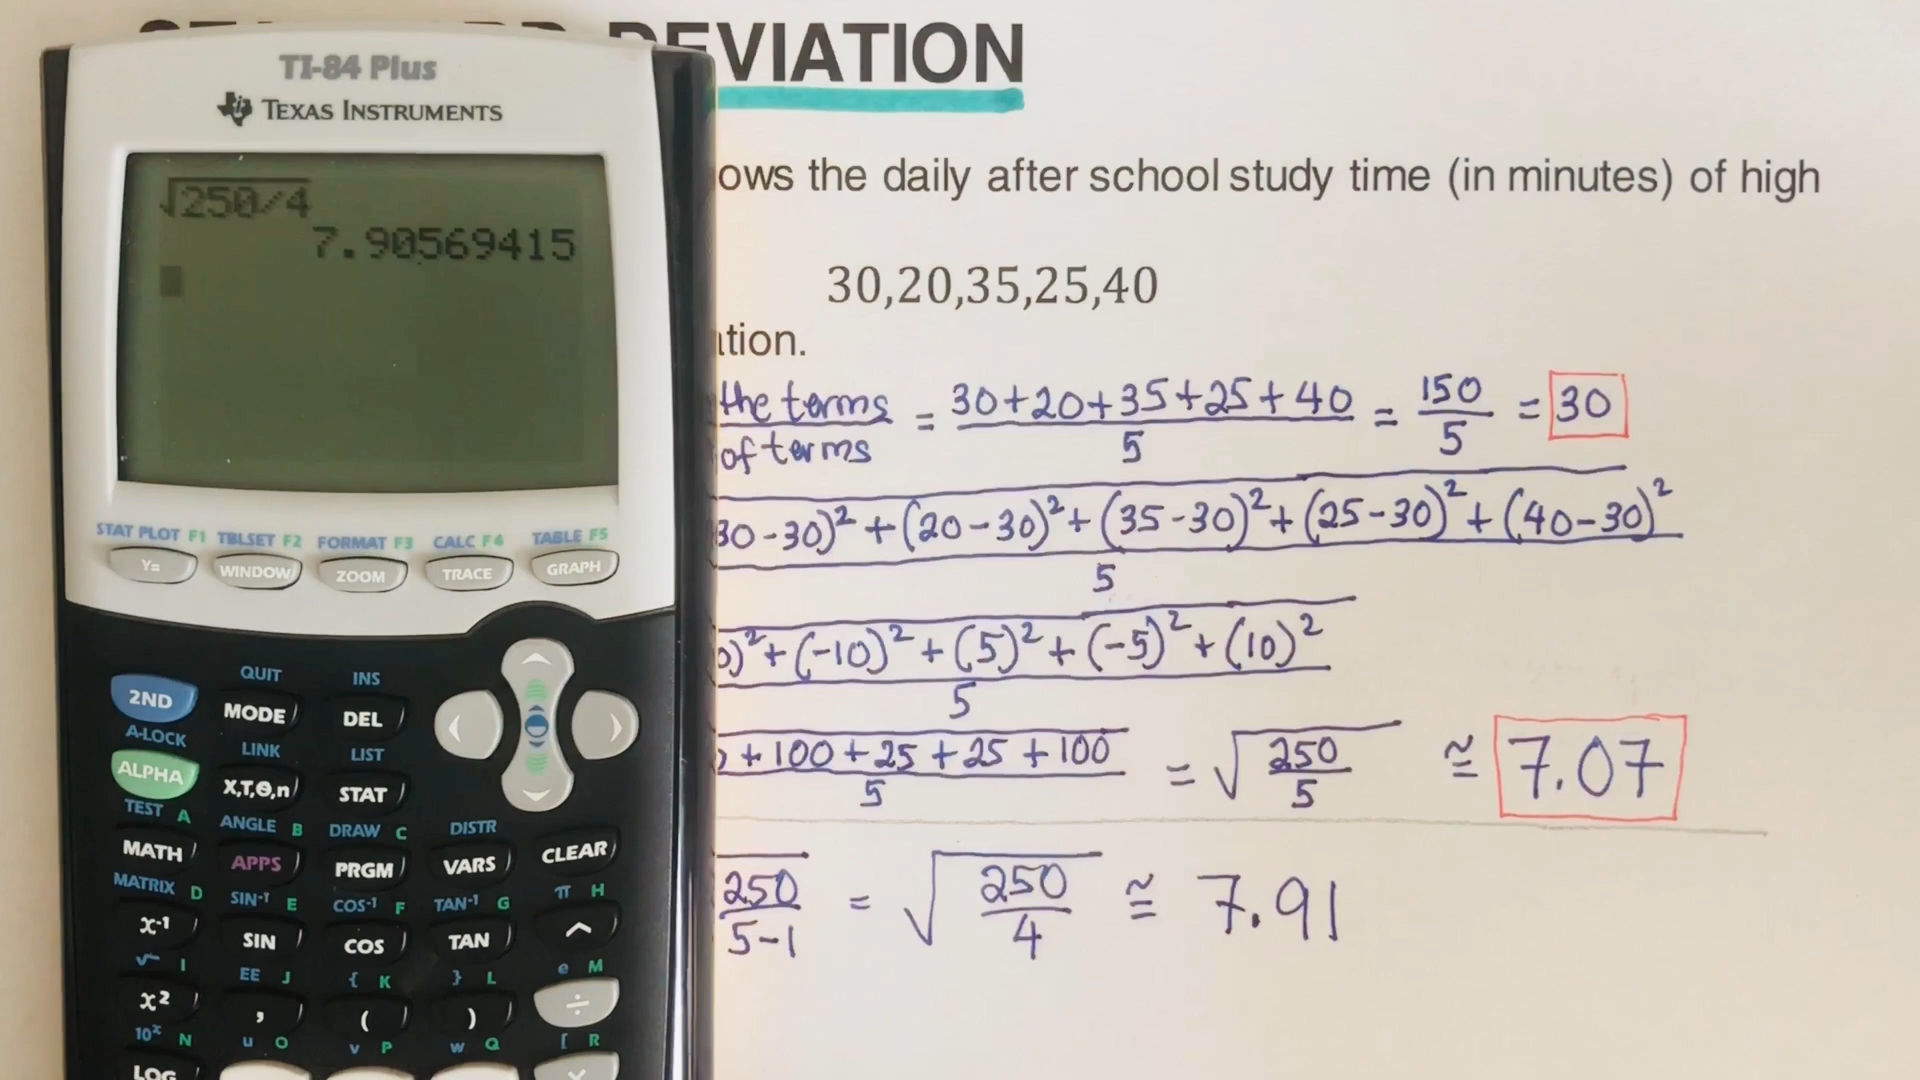 DEVIATION
TI-84 Plus
TEXAS INSTRUMENTS
√250/4
7.90569415
the daily after school study time (in minutes) of high
30,20,35,25,40
the terms = 30+20+35+25+40 = 150 = 30
of terms 5 5
30-30)² + (20-30)² + (35-30)² + (25-30)² + (40-30)²
5
)² + (-10)² + (5)² + (-5)² + (10)²
5
+ 100 + 25 + 25 + 100 = √250 ≅ 7.07
5 5
250 = √250 ≅ 7.91
5-1 4
STAT PLOT F1 TBLSET F2 FORMAT F3 CALC F4 TABLE F5
Y= WINDOW ZOOM TRACE GRAPH
QUIT INS
2ND MODE DEL
A-LOCK LINK LIST
ALPHA X,T,Θ,n STAT
TEST A ANGLE B DRAW C DISTR
MATH APPS PRGM VARS CLEAR
MATRIX D SIN⁻¹ E COS⁻¹ F TAN⁻¹ G π H
x⁻¹ SIN COS TAN ^
√ I EE J { K } L e M
x² , ( ) ÷
10ˣ N u O v P w Q [ R
LOG ×